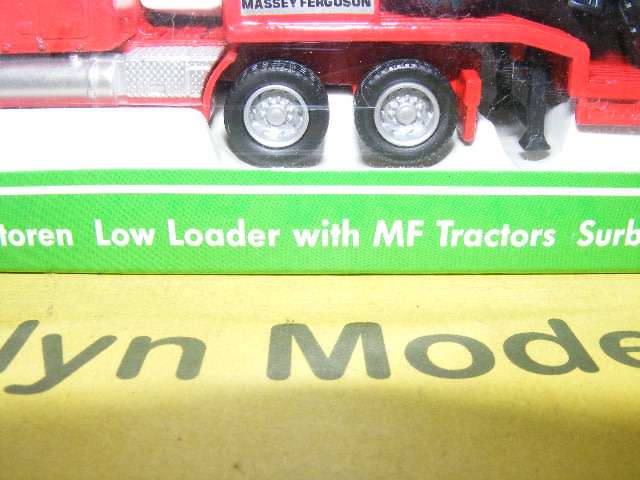 MASSEY FERGUSON
toren Low Loader with MF Tractors Surb
lyn Mode